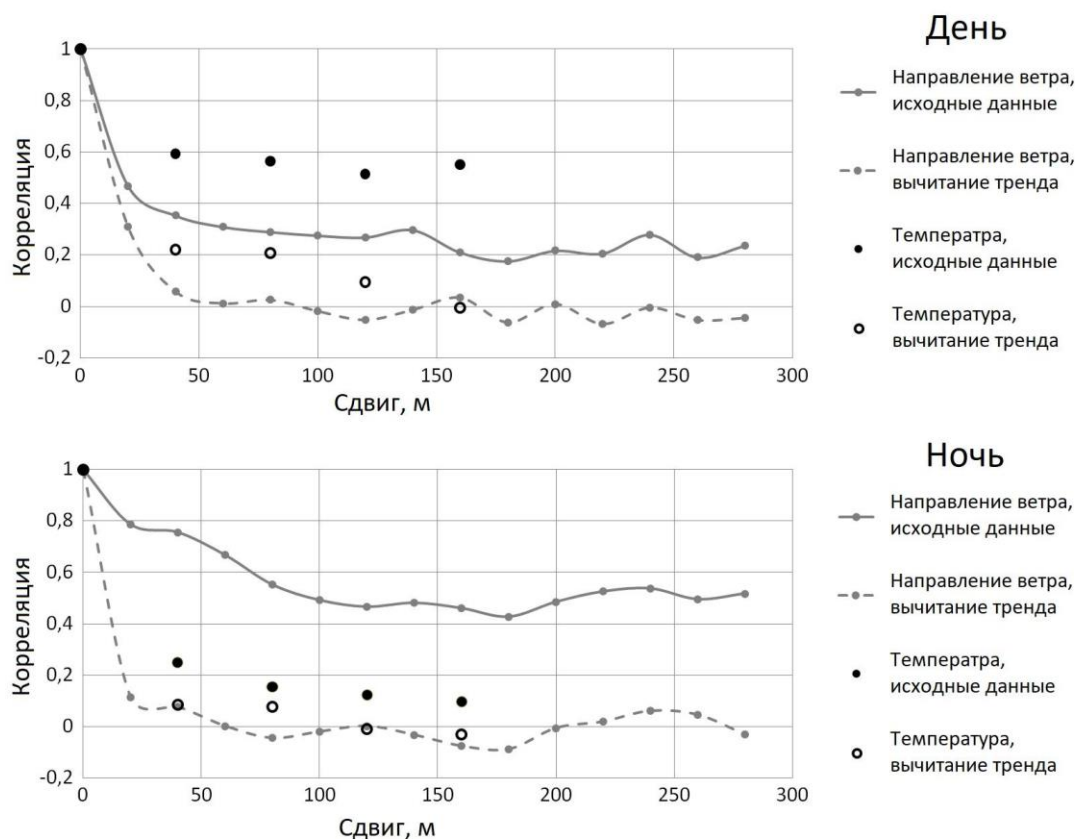 День
1
0,8
0,6
0,4
0,2
0
-0,2
Корреляция
0 50 100 150 200 250 300
Сдвиг, м
Направление ветра,
исходные данные
Направление ветра,
вычитание тренда
Температра,
исходные данные
Температура,
вычитание тренда
Ночь
1
0,8
0,6
0,4
0,2
0
-0,2
Корреляция
0 50 100 150 200 250 300
Сдвиг, м
Направление ветра,
исходные данные
Направление ветра,
вычитание тренда
Температра,
исходные данные
Температура,
вычитание тренда